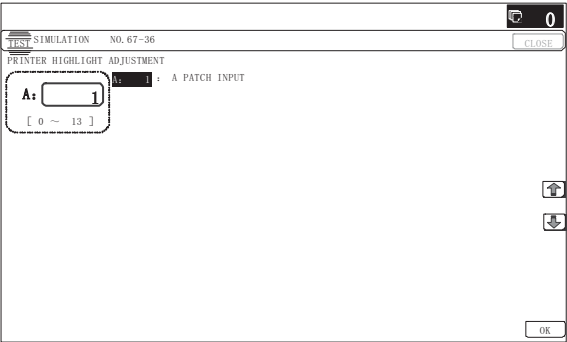 0
TEST SIMULATION NO. 67-36
CLOSE
PRINTER HIGHLIGHT ADJUSTMENT
A: 1
[ 0 ～ 13 ]
A: 1 : A PATCH INPUT
OK